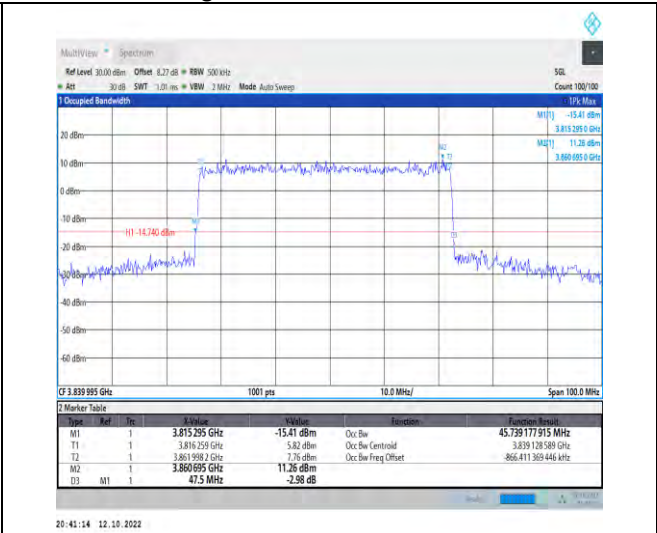 MultiView Spectrum
Ref Level 30.00 dBm Offset 8.27 dB RBW 500 kHz SGL
Att 30 dB SWT 1.01 ms VBW 2 MHz Mode Auto Sweep Count 100/100
1 Occupied Bandwidth 1Pk Max
M1[1] -15.41 dBm
3.815 295 0 GHz
M2[1] 11.26 dBm
3.860 695 0 GHz
20 dBm
M2
T2
10 dBm
0 dBm
-10 dBm
H1 -14.740 dBm
D3
-20 dBm
-30 dBm
-40 dBm
-50 dBm
-60 dBm
CF 3.839 995 GHz 1001 pts 10.0 MHz/ Span 100.0 MHz
2 Marker Table
Type Ref Trc X-Value Y-Value Function Function Result
M1 1 3.815 295 GHz -15.41 dBm Occ Bw 45.739 177 915 MHz
T1 1 3.816 259 GHz 5.82 dBm Occ Bw Centroid 3.839 128 589 GHz
T2 1 3.861 998 2 GHz 7.76 dBm Occ Bw Freq Offset -866.411 369 446 kHz
M2 1 3.860 695 GHz 11.26 dBm
D3 M1 1 47.5 MHz -2.98 dB
20:41:14 12.10.2022